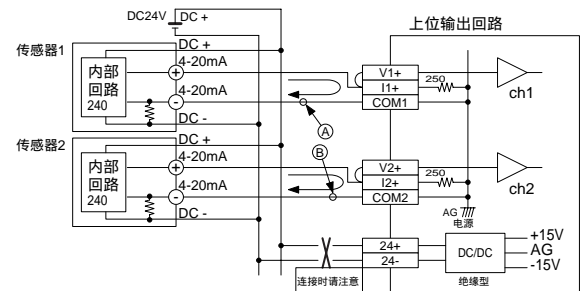 DC24V DC +
上位输出回路
传感器1
DC +
4-20mA
内部
回路
240
+
4-20mA
-
DC -
A
V1+
I1+
COM1
250
ch1
传感器2
DC +
4-20mA
内部
回路
240
+
4-20mA
-
DC -
B
V2+
I2+
COM2
250
ch2
AG
电源
24+
24-
DC/DC
+15V
AG
-15V
连接时请注意
绝缘型